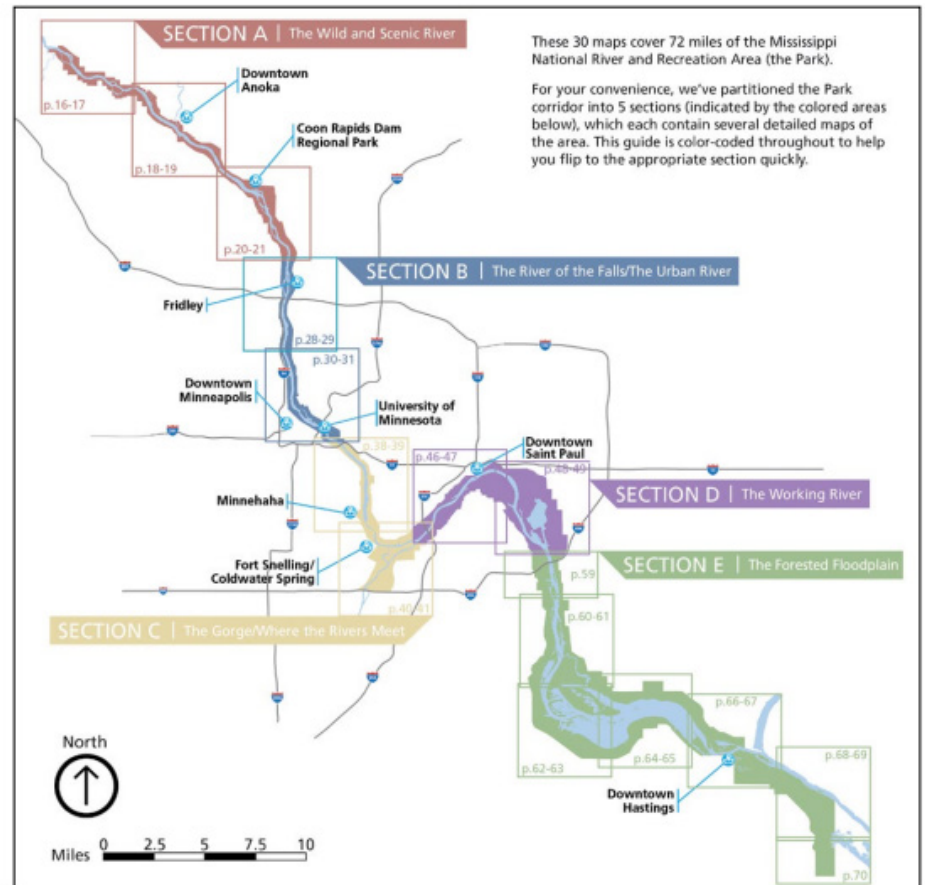 SECTION A | The Wild and Scenic River
These 30 maps cover 72 miles of the Mississippi
National River and Recreation Area (the Park).
For your convenience, we've partitioned the Park
corridor into 5 sections (indicated by the colored areas
below), which each contain several detailed maps of
the area. This guide is color-coded throughout to help
you flip to the appropriate section quickly.
p.16-17
Downtown
Anoka
Coon Rapids Dam
Regional Park
p.18-19
p.20-21
SECTION B | The River of the Falls/The Urban River
Fridley
p.28-29
p.30-31
Downtown
Minneapolis
University of
Minnesota
p.38-39
p.46-47
Downtown
Saint Paul
p.48-49
SECTION D | The Working River
Minnehaha
Fort Snelling/
Coldwater Spring
SECTION E | The Forested Floodplain
p.59
p.40-41
p.60-61
SECTION C | The Gorge/Where the Rivers Meet
p.66-67
p.62-63
p.64-65
p.68-69
Downtown
Hastings
p.70
North
Miles 0 2.5 5 7.5 10